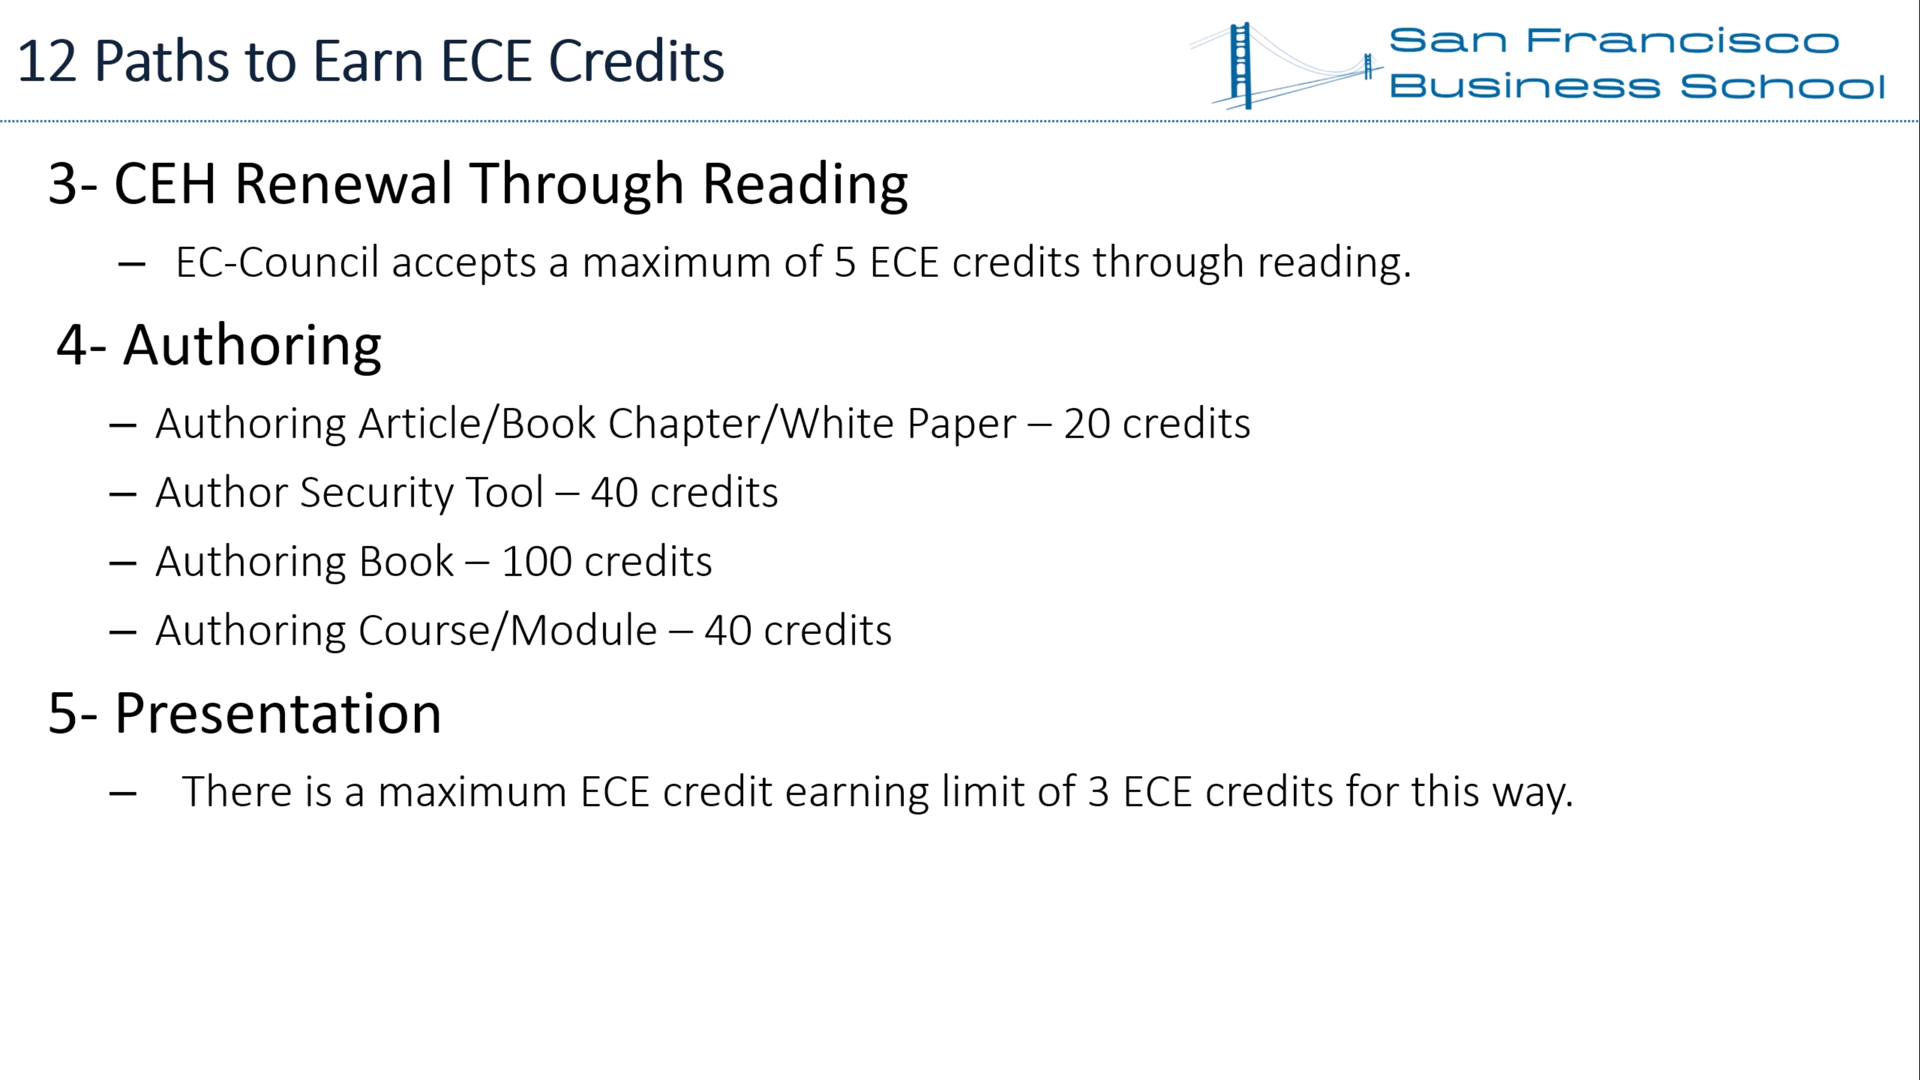 12 Paths to Earn ECE Credits
San Francisco
Business School
3- CEH Renewal Through Reading
– EC-Council accepts a maximum of 5 ECE credits through reading.
4- Authoring
– Authoring Article/Book Chapter/White Paper – 20 credits
– Author Security Tool – 40 credits
– Authoring Book – 100 credits
– Authoring Course/Module – 40 credits
5- Presentation
– There is a maximum ECE credit earning limit of 3 ECE credits for this way.